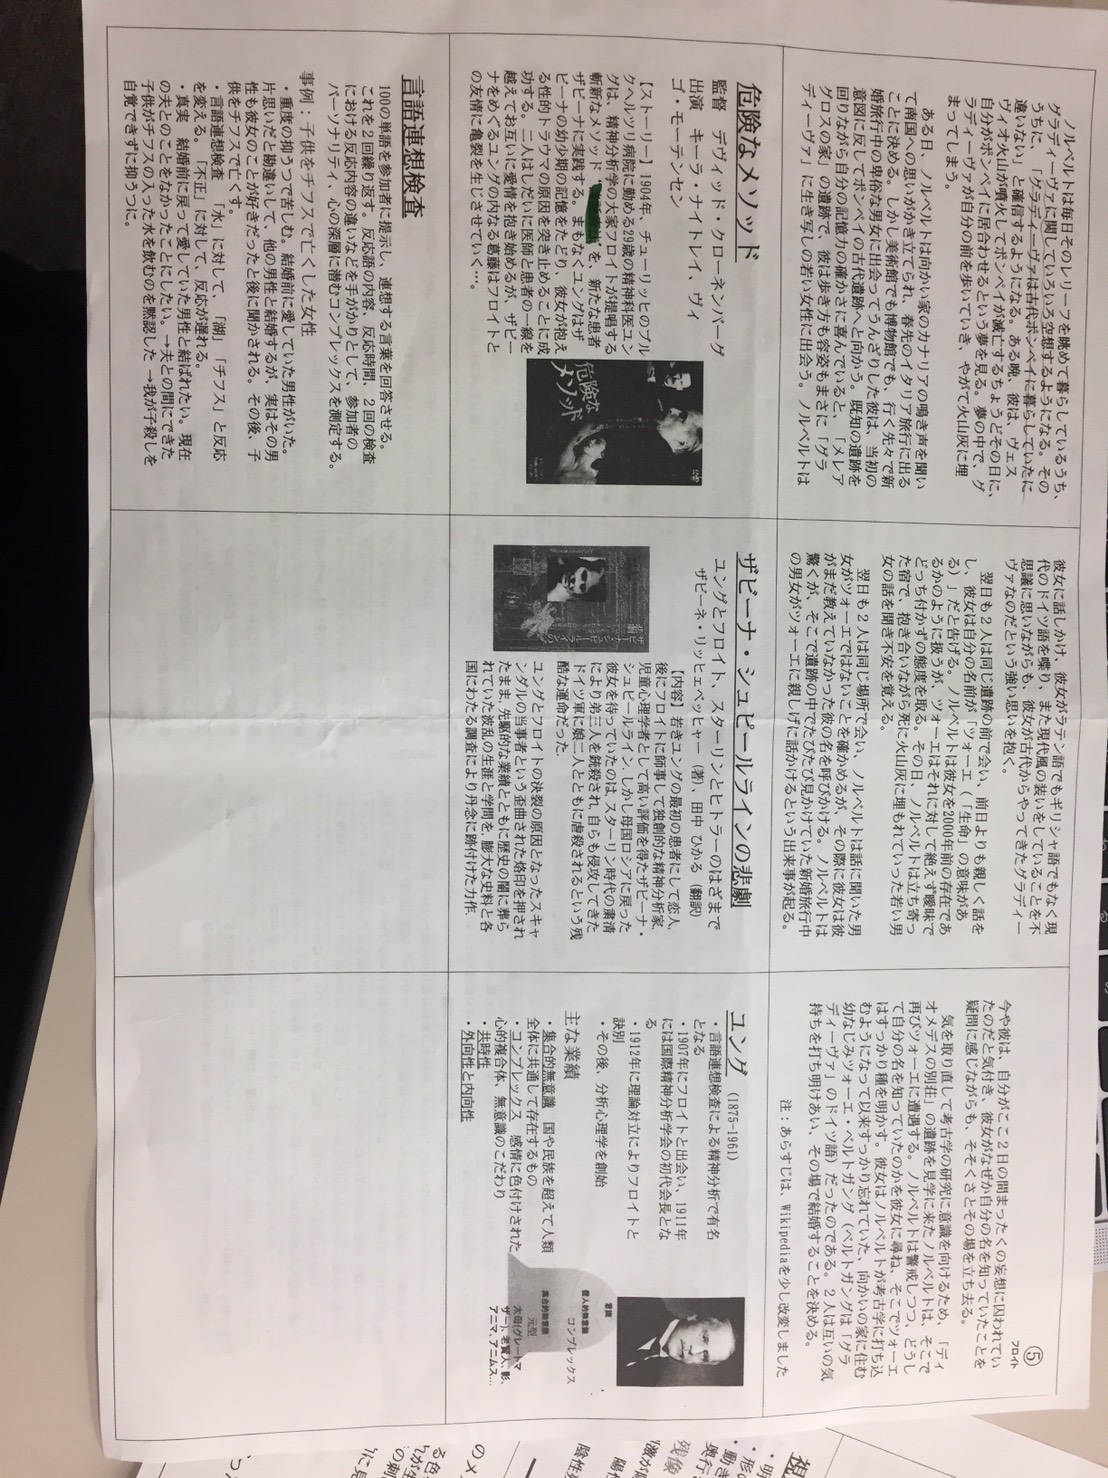 ⑤
フロイト
ノルベルトは毎日そのレリーフを眺めて暮らしているうち、
グラディーヴァに関していろいろ空想するようになる。その
うちに、「グラディーヴァは古代ポンペイに暮らしていたに
違いない」と確信するようになる。ある晩、彼は、ヴェス
ヴィオ火山が噴火してポンペイが滅亡するちょうどその日に、
自分がポンペイに居合わせるという夢を見る。夢の中で、グ
ラディーヴァが自分の前を歩いていき、やがて火山灰に埋
まってしまう。
ある日、ノルベルトは向かい家のカナリアの鳴き声を聞い
て南国への思いがかき立てられ、春先のイタリア旅行に出る
ことに決める。しかし美術館でも博物館でも、行く先々で新
婚旅行中の卑俗な男女に出会ってうんざりした彼は、当初の
意図に反してポンペイの古代遺跡へと向かう。既知の遺跡を
回りながら自分の記憶力の確かさに喜んでいると、「メレア
グロスの家」の遺跡で、彼は歩き方も容姿もまさに「グラ
ディーヴァ」に生き写しの若い女性に出会う。ノルベルトは
彼女に話しかけ、彼女がラテン語でもギリシャ語でもなく現
代のドイツ語を喋り、また現代風の装いをしていることを不
思議に思いながらも、彼女が古代からやってきたグラディー
ヴァなのだという強い思いを抱く。
翌日も２人は同じ遺跡の前で会い、前日よりも親しく話を
し、彼女は自分の名前が「ツォーエ（「生命」の意味があ
る）」だと告げる。ノルベルトは彼女を2000年前の存在であ
るかのように扱うが、ツォーエはそれに対して絶えず曖昧で
どっち付かずの態度を取る。その日、ノルベルトは立ち寄っ
た宿で、抱き合いながら死に火山灰に埋もれていった若い男
女の話を聞き不安を覚える。
翌日も２人は同じ場所で会い、ノルベルトは話に聞いた男
女がツォーエではないことを確かめるが、その際に彼女は彼
がまだ教えていなかった彼の名を呼びかける。ノルベルトは
驚くが、そこで遺跡の中でたびたび見かけていた新婚旅行中
の男女がツォーエに親しげに話かけるという出来事が起る。
今や彼は、自分がここ２日の間まったくの妄想に囚われてい
たのだと気付き、彼女がなぜか自分の名を知っていたことを
疑問に感じながらも、そそくさとその場を立ち去る。
気を取り直して考古学の研究に意識を向けるため、「ディ
オメデスの別荘」の遺跡を見学に来たノルベルトは、そこで
再びツォーエに遭遇する。ノルベルトは警戒しつつ、どうし
て自分の名を知っていたのかを彼女に尋ね、そこでツォーエ
はすっかり種を明かす。彼女はノルベルトが考古学に打ち込
むようになって以来すっかり忘れていた、向かいの家に住む
幼なじみツォーエ・ベルトガング（ベルトガングは「グラ
ディーヴァ」のドイツ語）だったのである。２人は互いの気
持ちを打ち明けあい、その場で結婚することを決める。
注：あらすじは、Wikipediaを少し改変しました
危険なメソッド
監督　デヴィッド・クローネンバーグ
出演　キーラ・ナイトレイ，ヴィ
ゴ・モーテンセン
【ストーリー】1904年、チューリッヒのブル
クヘルツリ病院に勤める29歳の精神科医ユン
グは、精神分析学の大家フロイトが提唱する
斬新なメソッド を、新たな患者
ザビーナに実践する。まもなくユングはザ
ビーナの幼少期の記憶をたどり、彼女が抱え
る性的トラウマの原因を突き止めることに成
功する。二人はしだいに医師と患者の一線を
越えてお互いに愛情を抱き始めるが、ザビー
ナをめぐるユングの内なる葛藤はフロイトと
の友情に亀裂を生じさせていく…。
危険な
メソッド
ザビーナ・シュピールラインの悲劇
ユングとフロイト、スターリンとヒトラーのはざまで
ザビーネ・リッヒェベッヒャー（著）、田中 ひかる（翻訳）
【内容】若きユングの最初の患者にして恋人、
後にフロイトに師事して独創的な精神分析家、
児童心理学者として高い評価を得たザビーナ・
シュピールライン。しかし母国ロシアに戻った
彼女を待っていたのは、スターリン時代の粛清
により弟三人を銃殺され、自らも侵攻してきた
ドイツ軍に娘二人とともに虐殺されるという残
酷な運命だった。
ユングとフロイトの決裂の原因となったスキャ
ンダルの当事者という歪曲された烙印を押され
たまま、先駆的な業績とともに歴史の闇に葬ら
れていた波乱の生涯と学問を、膨大な史料と各
国にわたる調査により丹念に跡付けた力作。
ユング（1875-1961）
・言語連想検査による精神分析で有名
となる
・1907年にフロイトと出会い、1911年
には国際精神分析学会の初代会長とな
る
・1912年に理論対立によりフロイトと
訣別
・その後、分析心理学を創始
主な業績
・集合的無意識　国や民族を超えて人類
全体に共通して存在するもの
・コンプレックス　感情に色付けされた
心的複合体、無意識のこだわり
・共時性
・外向性と内向性
意識
個人的無意識
コンプレックス
集合的無意識
元型
太母(グレートマ
ザー)、老賢人、影、
アニマ、アニムス…
言語連想検査
100の単語を参加者に提示し、連想する言葉を回答させる。
これを２回繰り返す。反応語の内容、反応時間、２回の検査
における反応内容の違いなどを手がかりとして、参加者の
パーソナリティ、心の深層に潜むコンプレックスを測定する。
事例：子供をチフスで亡くした女性
・重度の抑うつで苦しむ。結婚前に愛していた男性がいた。
片思いだと勘違いして、他の男性と結婚するが、実はその男
性も彼女のことが好きだったと後に聞かされる。その後、子
供をチフスで亡くす。
・言語連想検査　「水」に対して、「湖」「チフス」と反応
を変える。「不正」に対して、反応が遅れる。
・真実　結婚前に戻って愛していた男性と結ばれたい。現在
の夫とのことをなかったことにしたい。→夫との間にできた
子供がチフスの入った水を飲むのを黙認した →我が子殺しを
自覚できずに抑うつに。